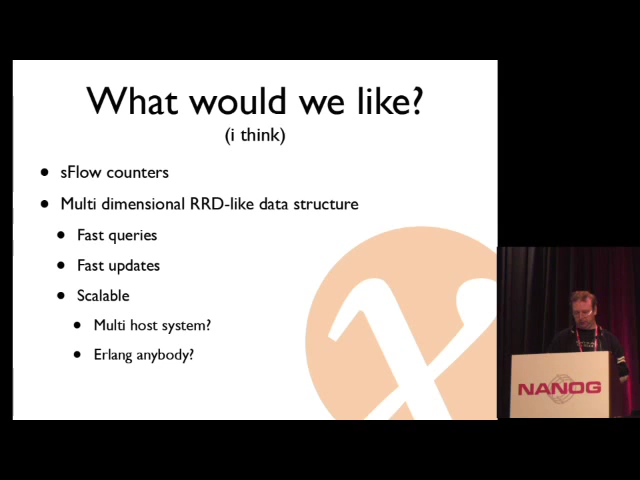 What would we like?
(i think)
sFlow counters
Multi dimensional RRD-like data structure
Fast queries
Fast updates
Scalable
Multi host system?
Erlang anybody?
NANOG